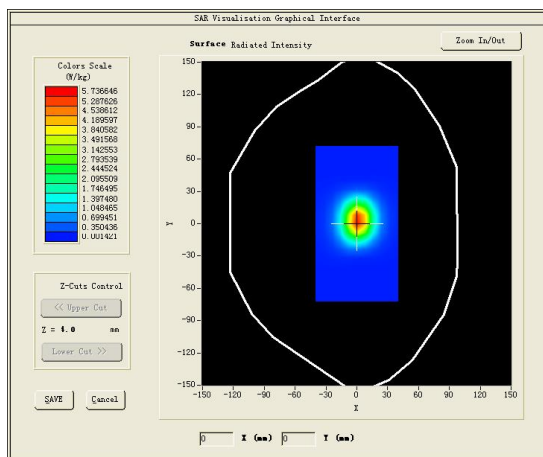 SAR Visualisation Graphical Interface
Surface Radiated Intensity
Zoom In/Out
Colors Scale
(W/kg)
5.736646
5.287626
4.538612
4.189597
3.840582
3.491568
3.142553
2.793539
2.444524
2.095509
1.746495
1.397480
1.048465
0.699451
0.350436
0.001421
Z-Cuts Control
<< Upper Cut
Z = 4.0 mm
Lower Cut >>
SAVE Cancel
150
120
90
60
30
0
-30
-60
-90
-120
-150
Y
-150 -120 -90 -60 -30 0 30 60 90 120 150
X
0 X (mm) 0 Y (mm)